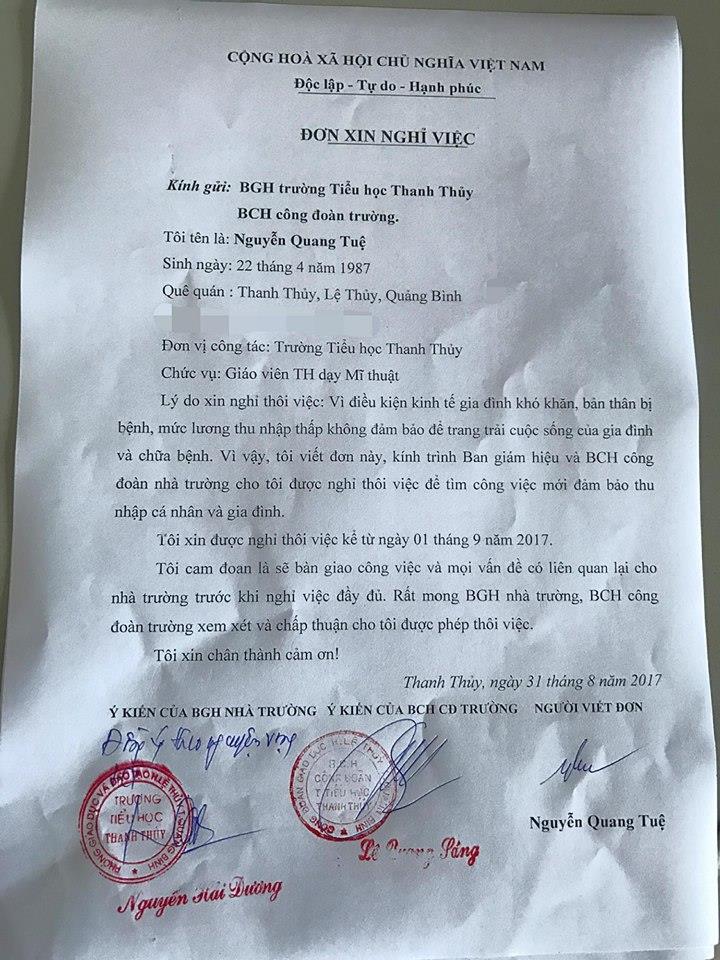 CỘNG HOÀ XÃ HỘI CHỦ NGHĨA VIỆT NAM
Độc lập - Tự do - Hạnh phúc
ĐƠN XIN NGHỈ VIỆC
Kính gửi: BGH trường Tiểu học Thanh Thủy
BCH công đoàn trường.
Tôi tên là: Nguyễn Quang Tuệ
Sinh ngày: 22 tháng 4 năm 1987
Quê quán : Thanh Thủy, Lệ Thủy, Quảng Bình
Đơn vị công tác: Trường Tiểu học Thanh Thủy
Chức vụ: Giáo viên TH dạy Mĩ thuật
Lý do xin nghỉ thôi việc: Vì điều kiện kinh tế gia đình khó khăn, bản thân bị
bệnh, mức lương thu nhập thấp không đảm bảo để trang trải cuộc sống của gia đình
và chữa bệnh. Vì vậy, tôi viết đơn này, kính trình Ban giám hiệu và BCH công
đoàn nhà trường cho tôi được nghỉ thôi việc để tìm công việc mới đảm bảo thu
nhập cá nhân và gia đình.
Tôi xin được nghỉ thôi việc kể từ ngày 01 tháng 9 năm 2017.
Tôi cam đoan là sẽ bàn giao công việc và mọi vấn đề có liên quan lại cho
nhà trường trước khi nghỉ việc đầy đủ. Rất mong BGH nhà trường, BCH công
đoàn trường xem xét và chấp thuận cho tôi được phép thôi việc.
Tôi xin chân thành cảm ơn!
Thanh Thủy, ngày 31 tháng 8 năm 2017
Ý KIẾN CỦA BGH NHÀ TRƯỜNG Ý KIẾN CỦA BCH CĐ TRƯỜNG NGƯỜI VIẾT ĐƠN
Đồng ý theo nguyện vọng
PHÒNG GIÁO DỤC VÀ ĐÀO TẠO H.LỆ THỦY T.QUẢNG BÌNH
TRƯỜNG
TIỂU HỌC
THANH THỦY
Nguyễn Hải Dương
B.C.H
CÔNG ĐOÀN
T.TIỂU HỌC
THANH THỦY
Lê Quang Sáng
Nguyễn Quang Tuệ